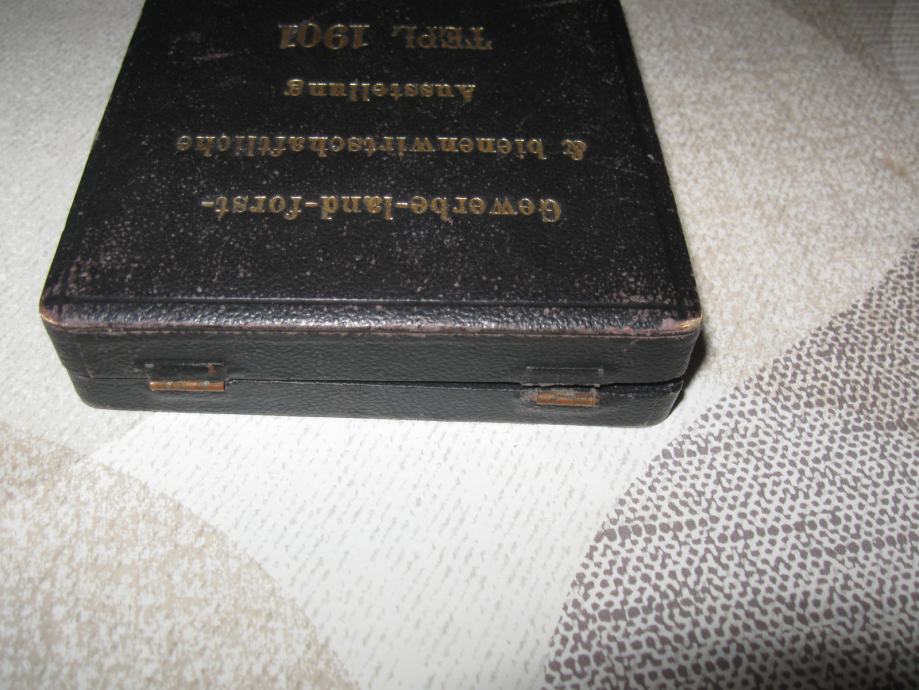 Gewerbe-land-forst-
& bienenwirtschaftliche
Ausstellung
TEPL 1901